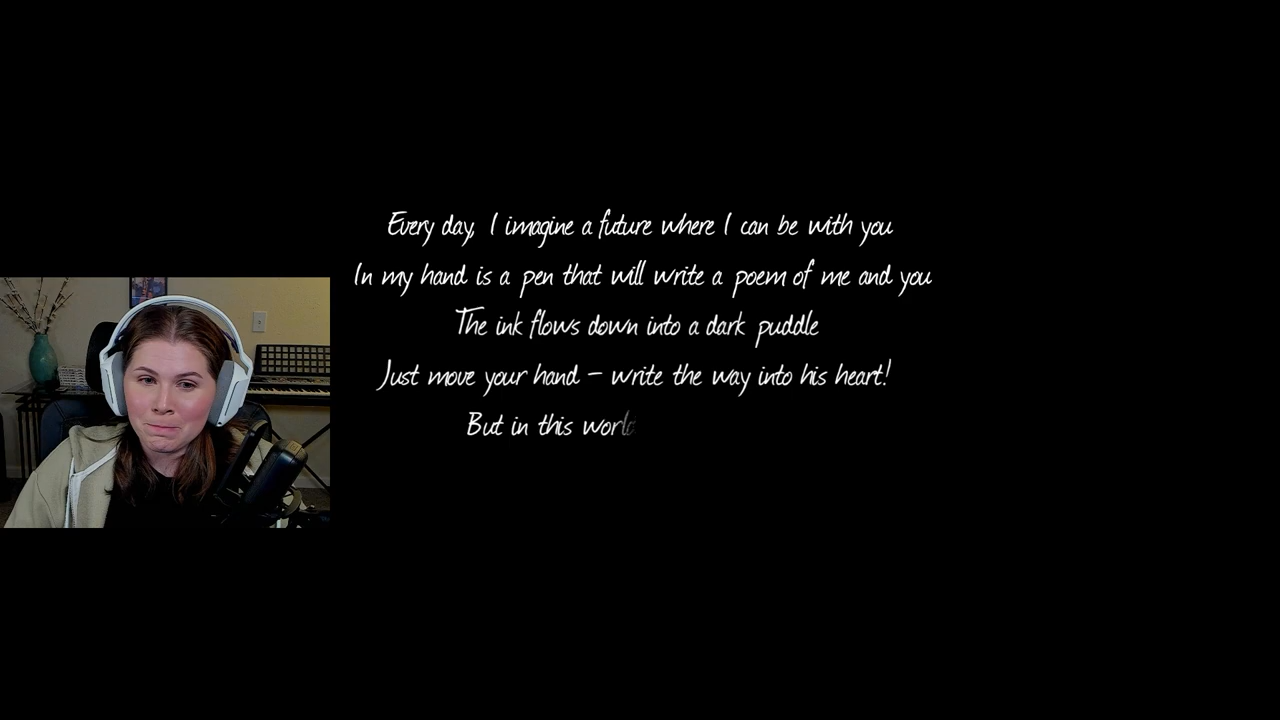 Every day, I imagine a future where I can be with you
In my hand is a pen that will write a poem of me and you
The ink flows down into a dark puddle
Just move your hand – write the way into his heart!
But in this world